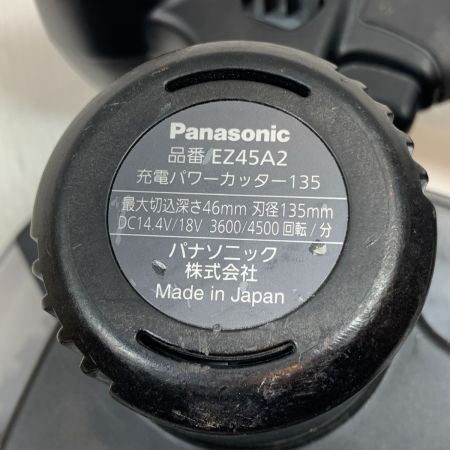 Panasonic
品番 EZ45A2
充電パワーカッター135
最大切込深さ46mm 刃径135mm
DC14.4V/18V 3600/4500 回転/分
パナソニック
株式会社
Made in Japan